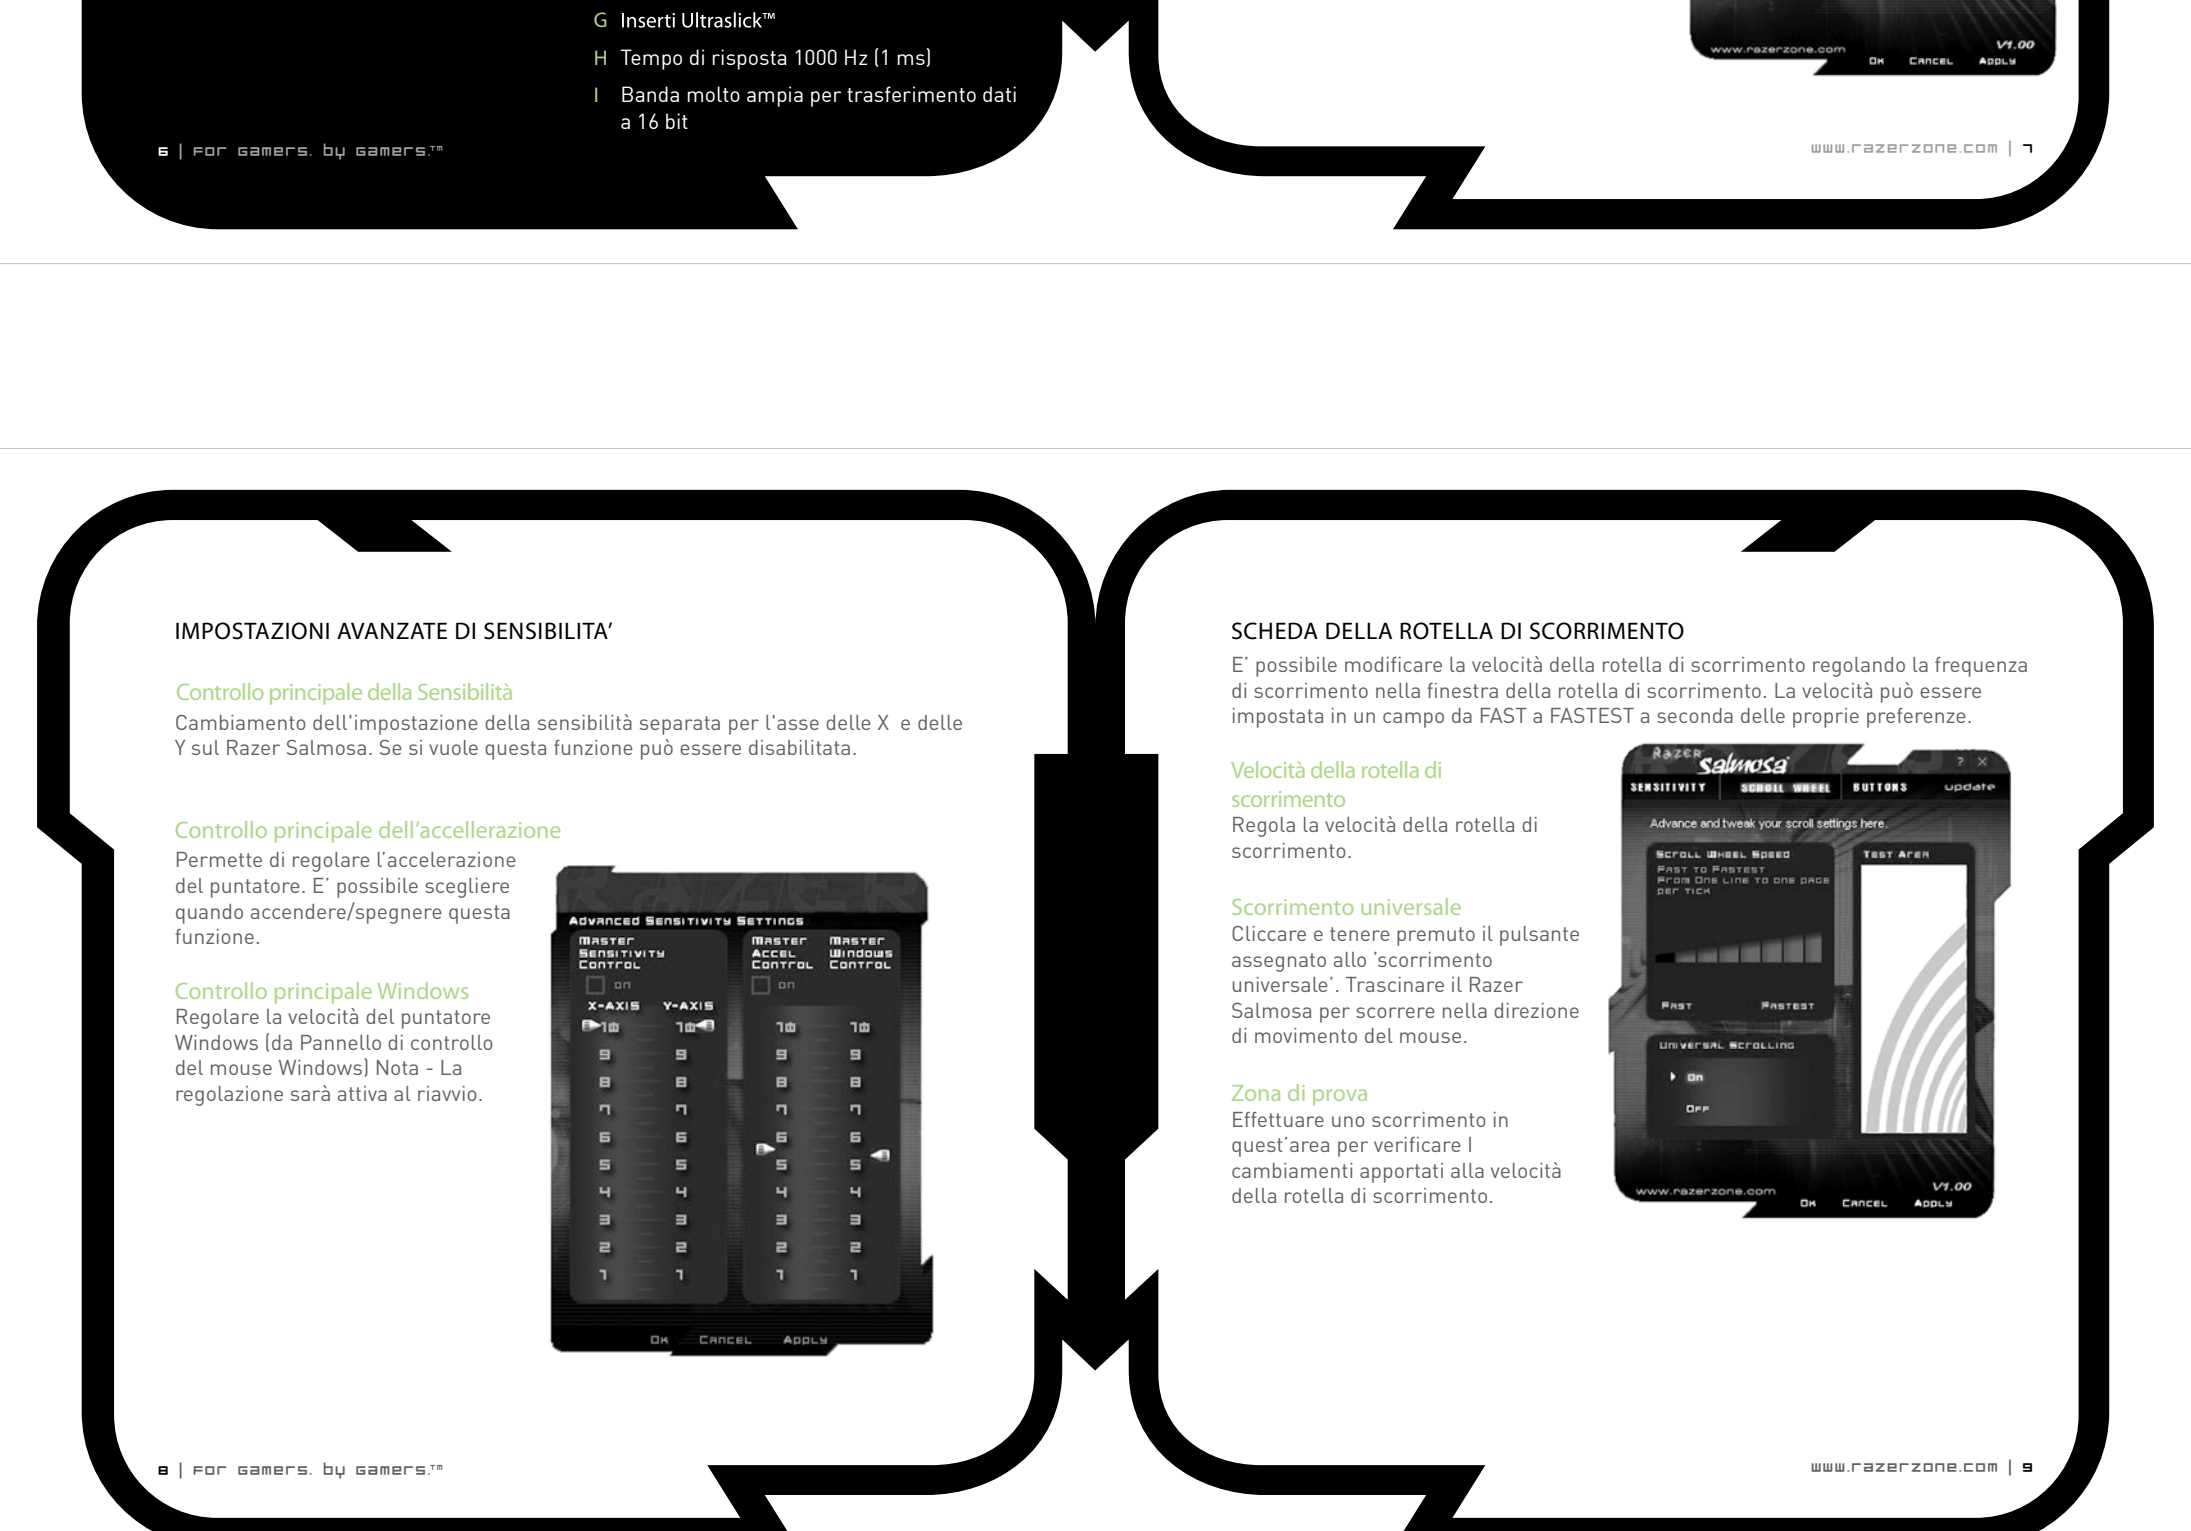 G Inserti Ultraslick™
H Tempo di risposta 1000 Hz (1 ms)
I Banda molto ampia per trasferimento dati
a 16 bit
6 | For Gamers. By Gamers.™
www.razerzone.com
V1.00
OK CANCEL APPLY
www.razerzone.com | 7
IMPOSTAZIONI AVANZATE DI SENSIBILITA’
Controllo principale della Sensibilità
Cambiamento dell'impostazione della sensibilità separata per l'asse delle X e delle
Y sul Razer Salmosa. Se si vuole questa funzione può essere disabilitata.
Controllo principale dell’accellerazione
Permette di regolare l’accelerazione
del puntatore. E’ possibile scegliere
quando accendere/spegnere questa
funzione.
Controllo principale Windows
Regolare la velocità del puntatore
Windows (da Pannello di controllo
del mouse Windows) Nota - La
regolazione sarà attiva al riavvio.
Advanced Sensitivity Settings
Master Sensitivity Control
on
X-AXIS Y-AXIS
10 10
9 9
8 8
7 7
6 6
5 5
4 4
3 3
2 2
1 1
Master Accel Control
Master Windows Control
on
10 10
9 9
8 8
7 7
6 6
5 5
4 4
3 3
2 2
1 1
OK Cancel Apply
8 | For Gamers. By Gamers.™
SCHEDA DELLA ROTELLA DI SCORRIMENTO
E’ possibile modificare la velocità della rotella di scorrimento regolando la frequenza
di scorrimento nella finestra della rotella di scorrimento. La velocità può essere
impostata in un campo da FAST a FASTEST a seconda delle proprie preferenze.
Velocità della rotella di
scorrimento
Regola la velocità della rotella di
scorrimento.
Scorrimento universale
Cliccare e tenere premuto il pulsante
assegnato allo ‘scorrimento
universale’. Trascinare il Razer
Salmosa per scorrere nella direzione
di movimento del mouse.
Zona di prova
Effettuare uno scorrimento in
quest’area per verificare I
cambiamenti apportati alla velocità
della rotella di scorrimento.
Razer
Salmosa
? ×
SENSITIVITY SCROLL WHEEL BUTTONS update
Advance and tweak your scroll settings here.
Scroll Wheel Speed
Fast to Fastest
From One line to one page
per tick
Fast Fastest
Test Area
Universal Scrolling
On
Off
www.razerzone.com
V1.00
OK Cancel Apply
www.razerzone.com | 9